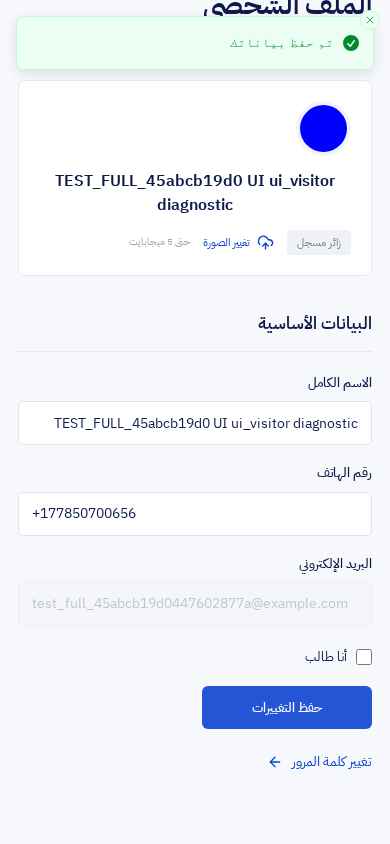 الملف الشخصي
تم حفظ بياناتك
TEST_FULL_45abcb19d0 UI ui_visitor
diagnostic
زائر مسجل
تغيير الصورة
حتى 5 ميجابايت
البيانات الأساسية
الاسم الكامل
TEST_FULL_45abcb19d0 UI ui_visitor diagnostic
رقم الهاتف
+177850700656
البريد الإلكتروني
test_full_45abcb19d0447602877a@example.com
أنا طالب
حفظ التغييرات
تغيير كلمة المرور